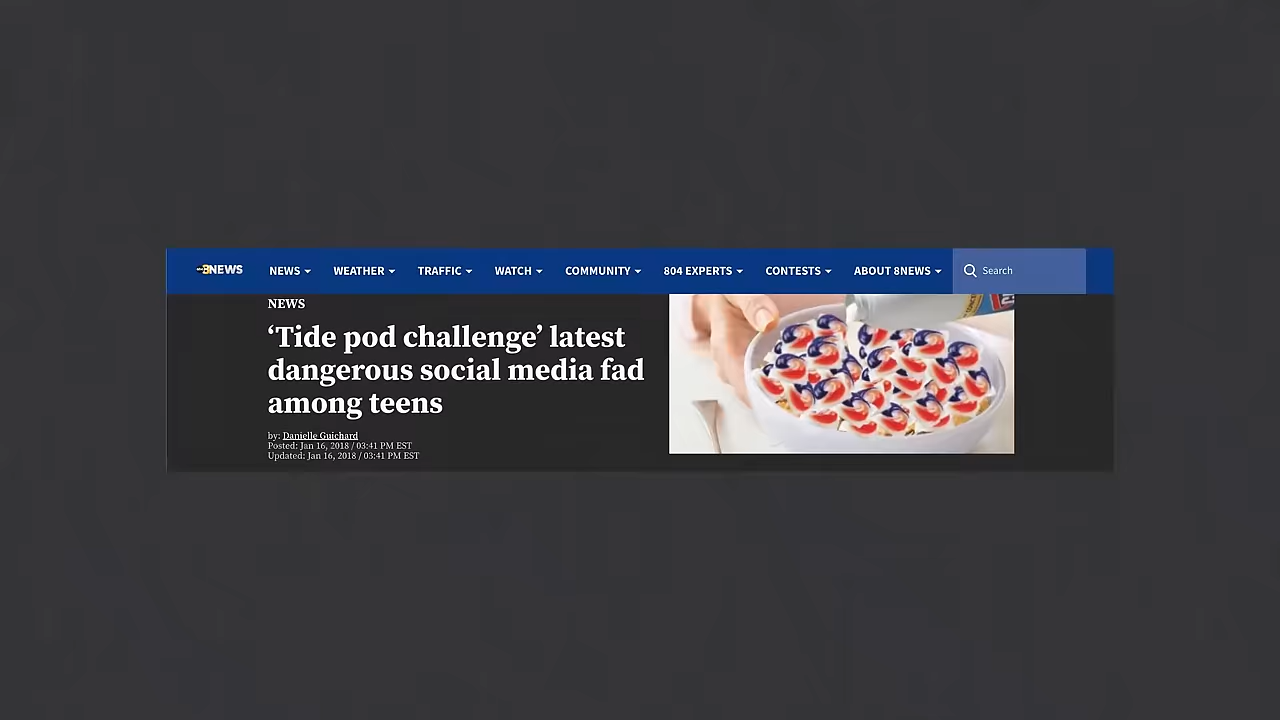 8NEWS NEWS WEATHER TRAFFIC WATCH COMMUNITY 804 EXPERTS CONTESTS ABOUT 8NEWS Search
NEWS
‘Tide pod challenge’ latest
dangerous social media fad
among teens
by: Danielle Guichard
Posted: Jan 16, 2018 / 03:41 PM EST
Updated: Jan 16, 2018 / 03:41 PM EST